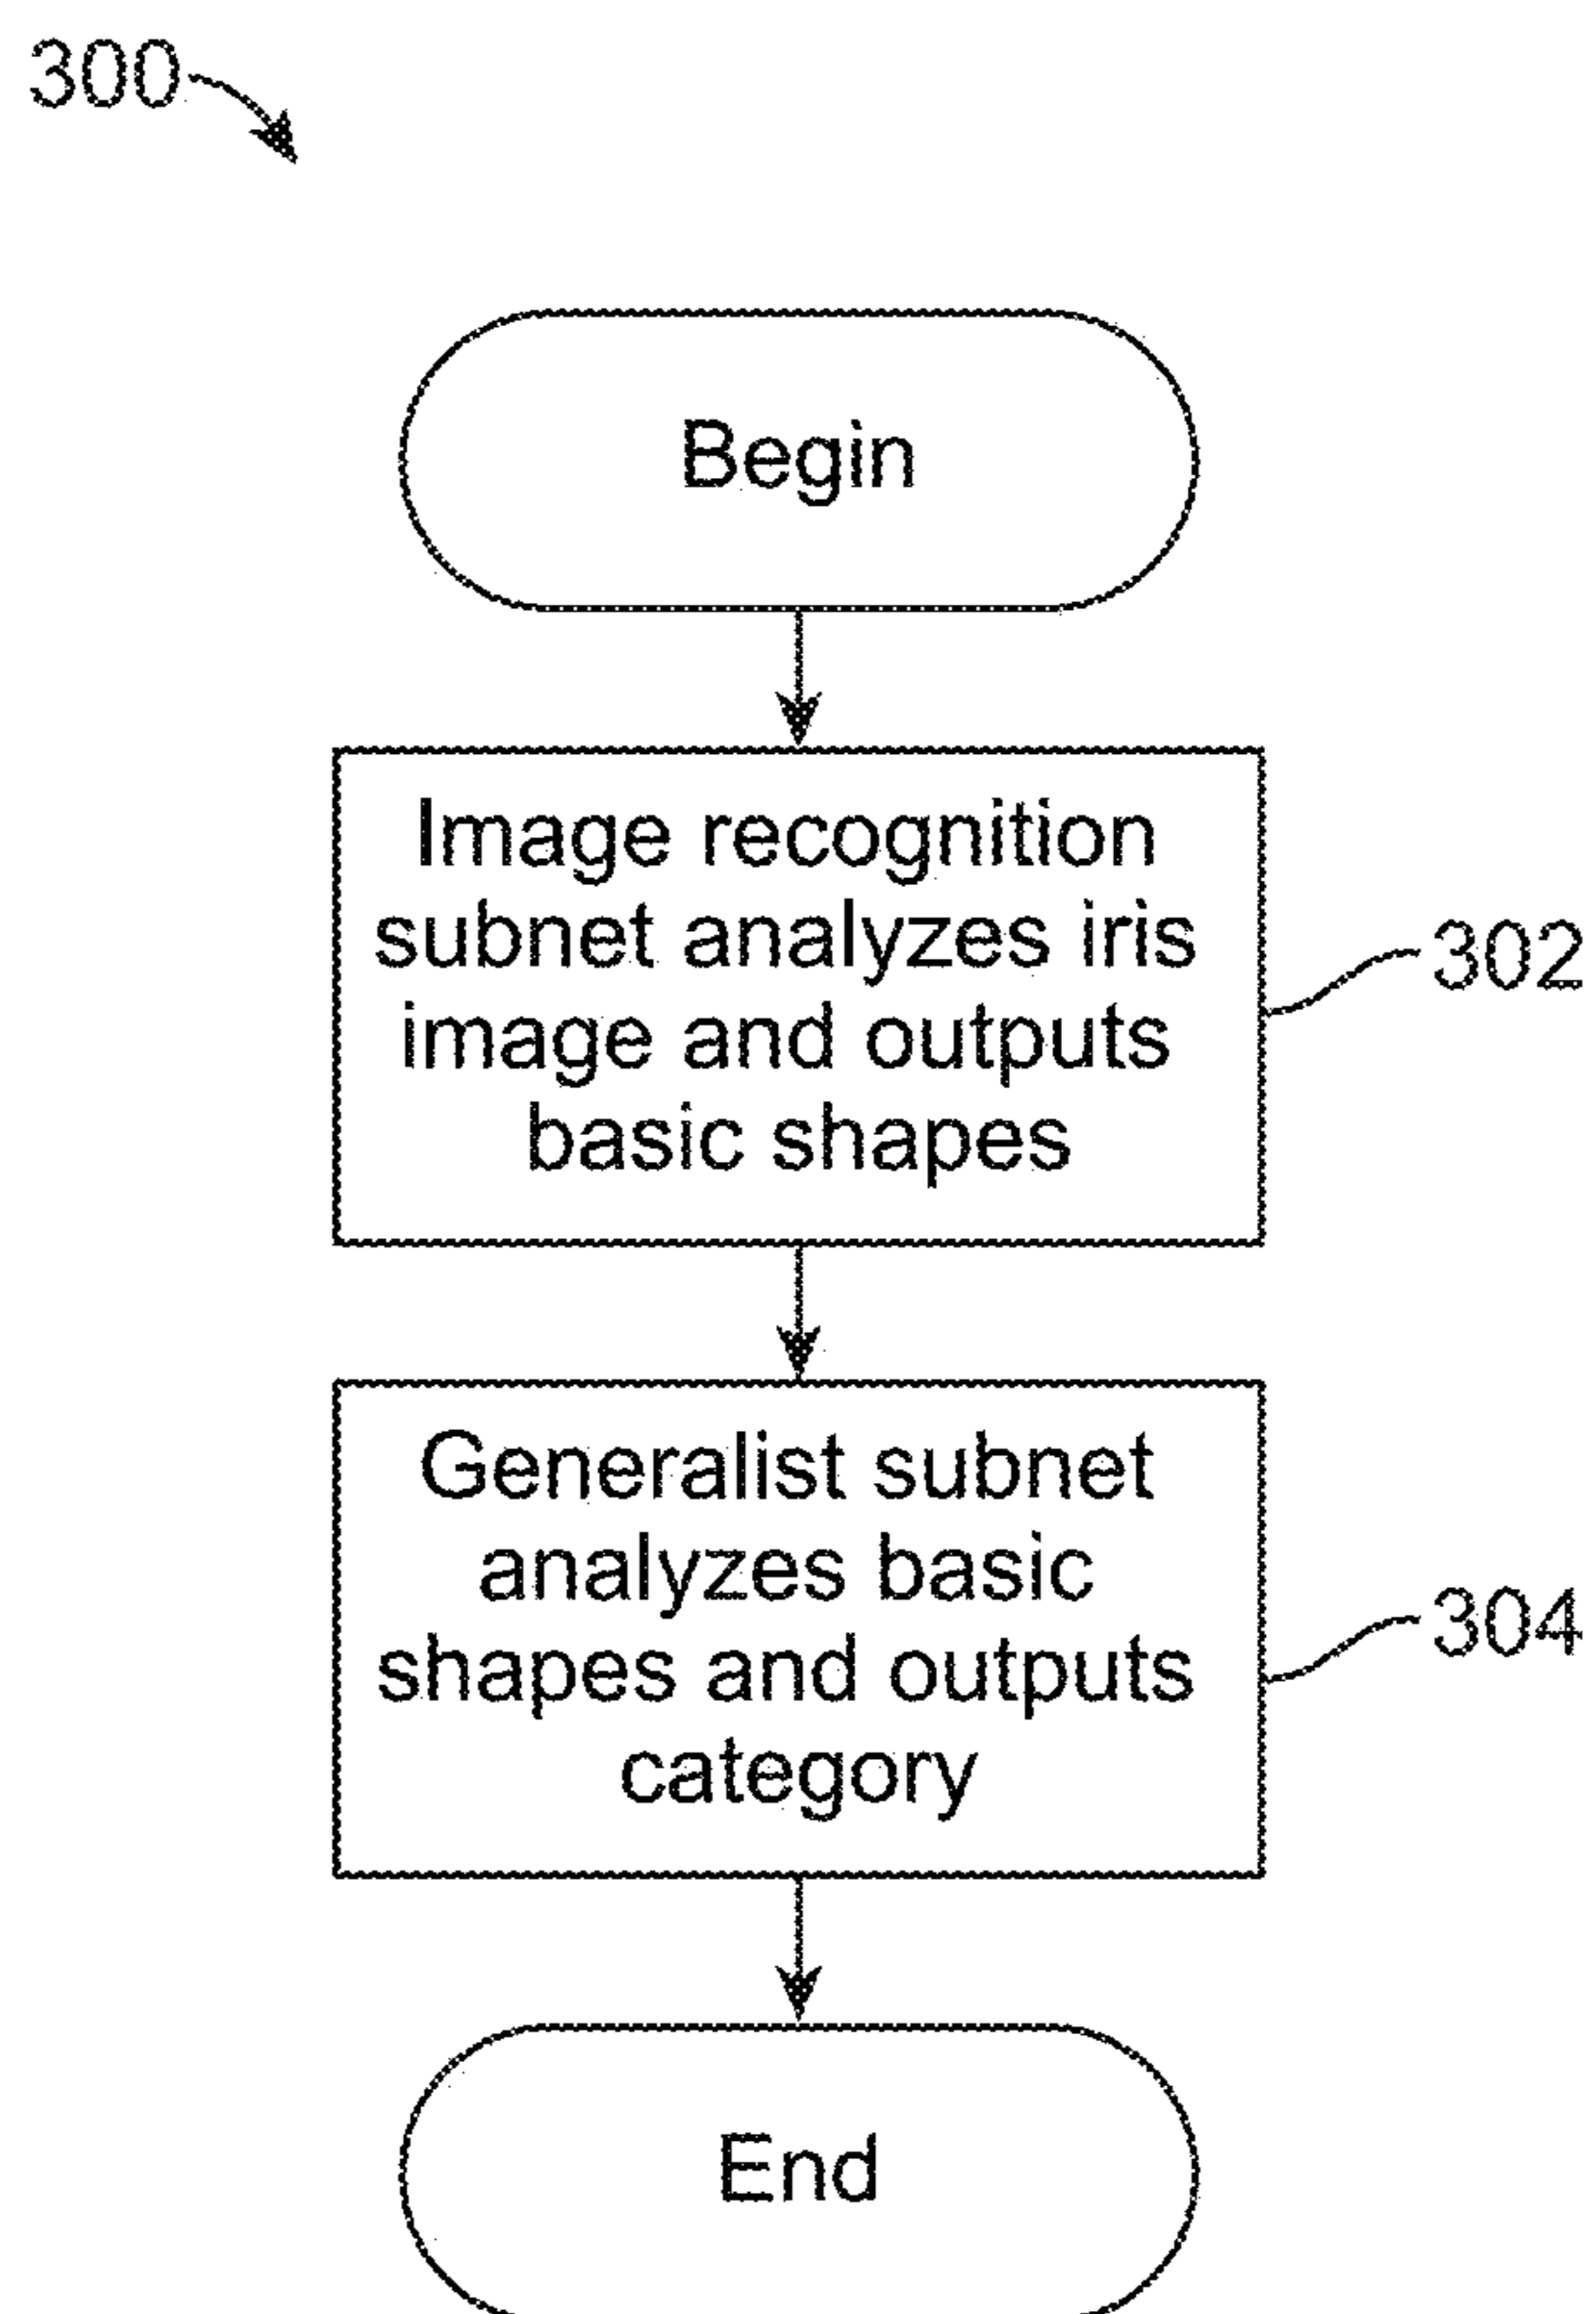 300
Begin
Image recognition
subnet analyzes iris
image and outputs
basic shapes
302
Generalist subnet
analyzes basic
shapes and outputs
category
304
End